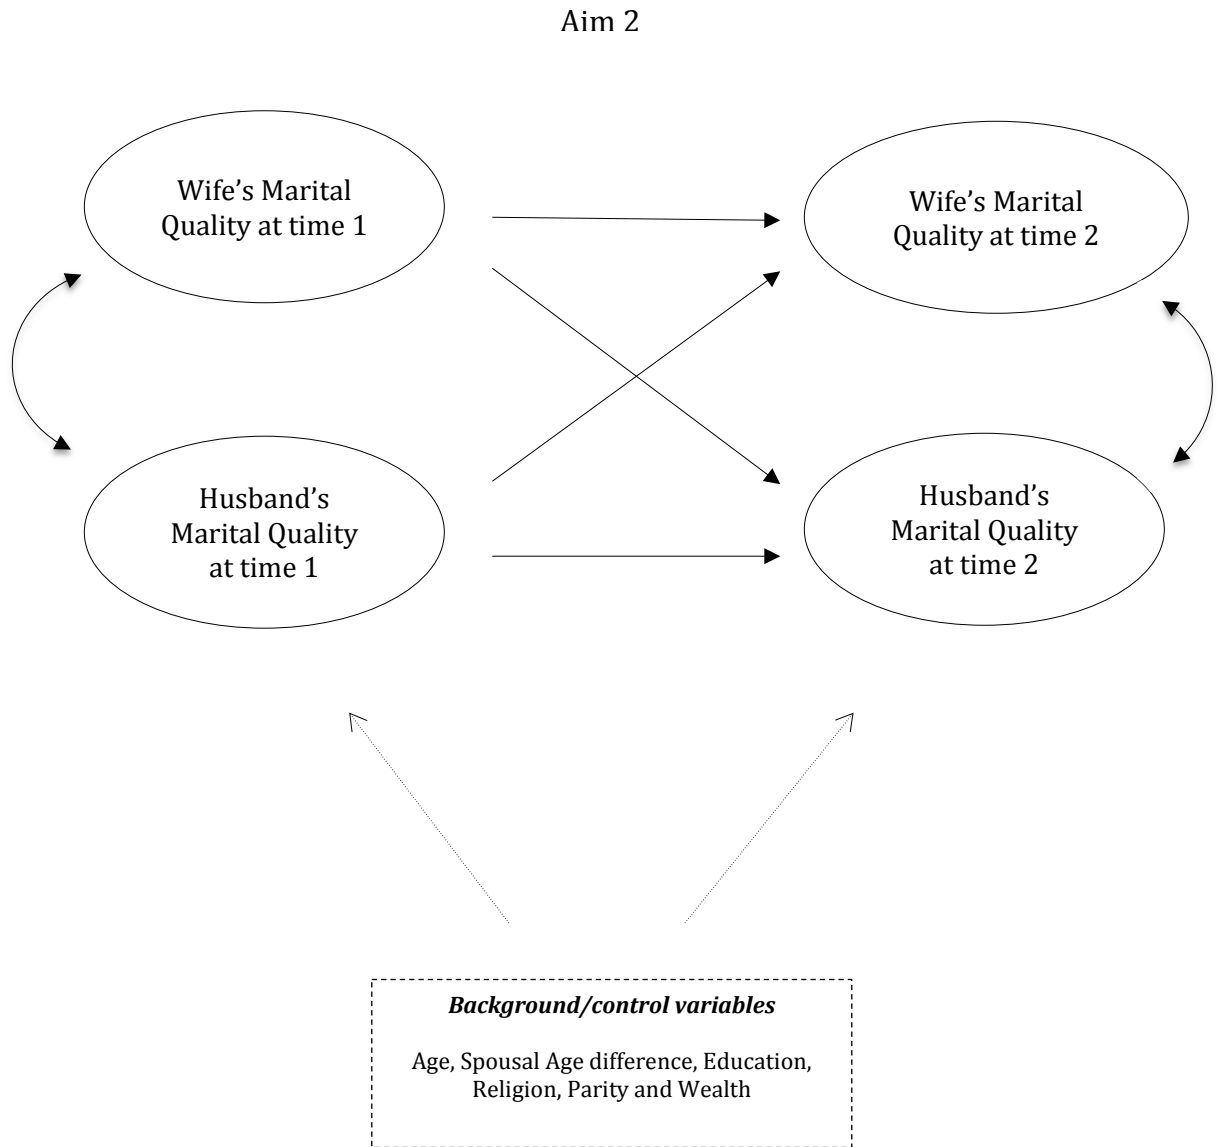 Aim 2
Wife’s Marital
Quality at time 1
Wife’s Marital
Quality at time 2
Husband’s
Marital Quality
at time 1
Husband’s
Marital Quality
at time 2
Background/control variables
Age, Spousal Age difference, Education,
Religion, Parity and Wealth